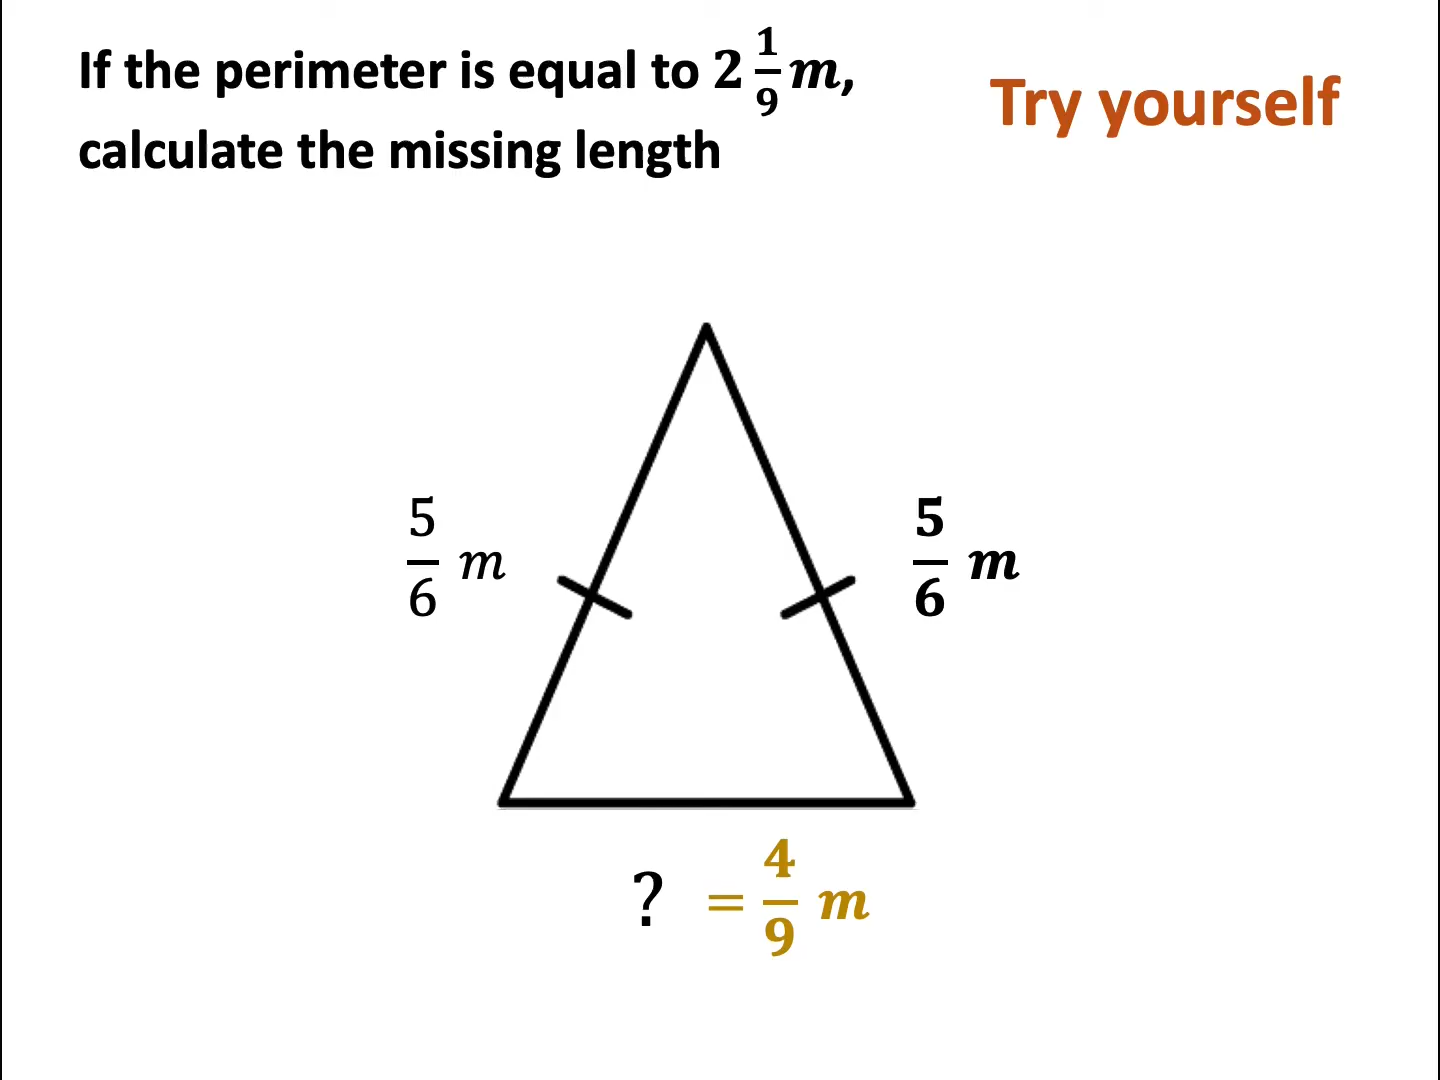 If the perimeter is equal to 2 1/9 m,
calculate the missing length
Try yourself
5/6 m
5/6 m
? = 4/9 m